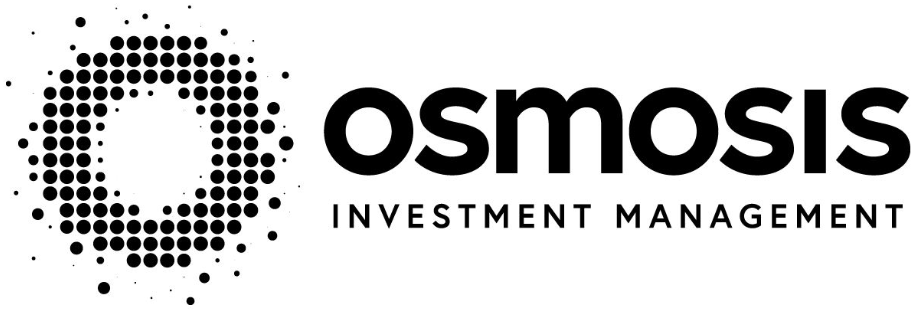 osmosis
INVESTMENT MANAGEMENT